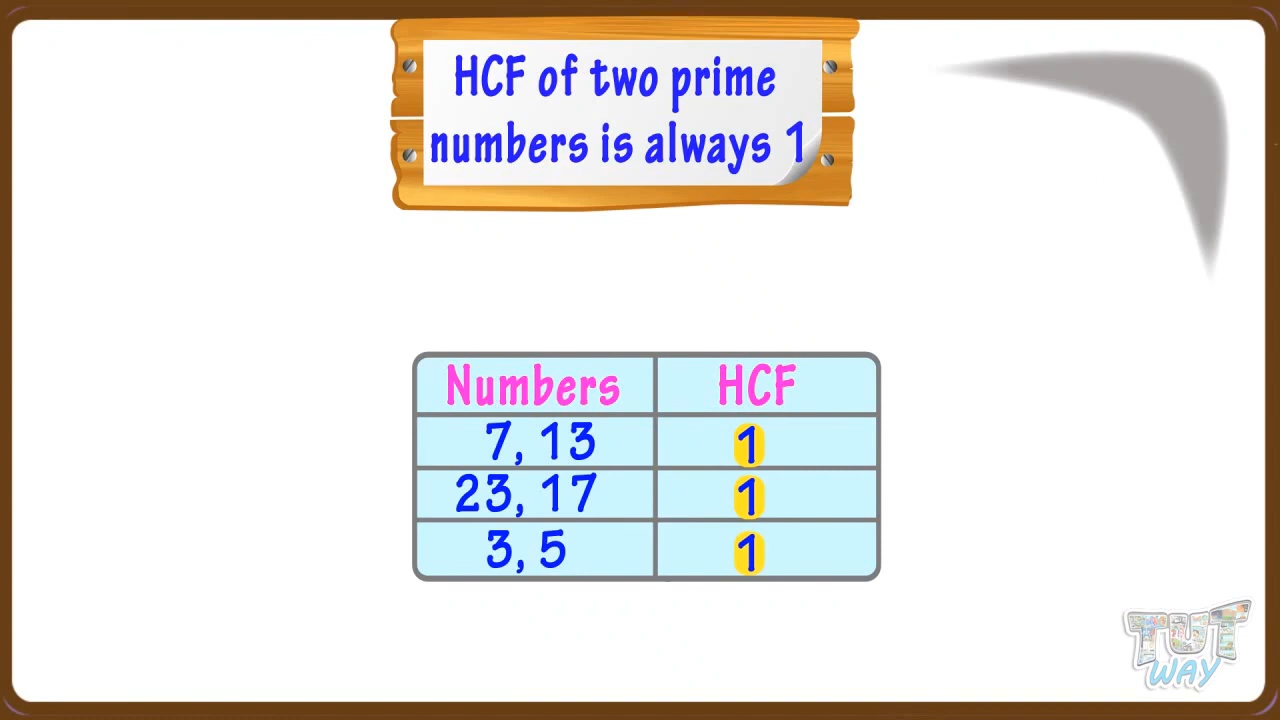 HCF of two prime
numbers is always 1
Numbers HCF
7, 13 1
23, 17 1
3, 5 1
TUT
WAY